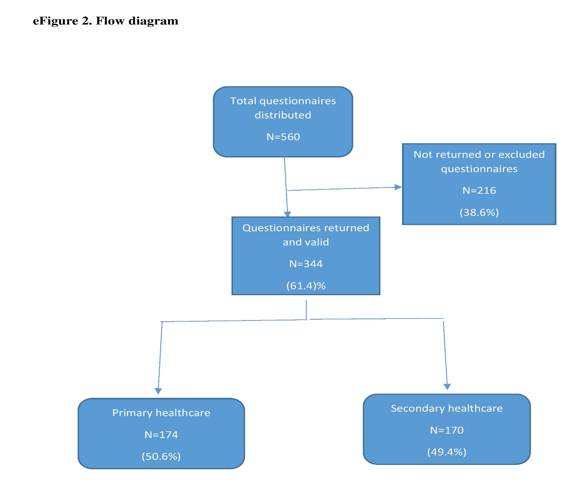 eFigure 2. Flow diagram
Total questionnaires
distributed
N=560
Not returned or excluded
questionnaires
N=216
(38.6%)
Questionnaires returned
and valid
N=344
(61.4)%
Primary healthcare
N=174
(50.6%)
Secondary healthcare
N=170
(49.4%)